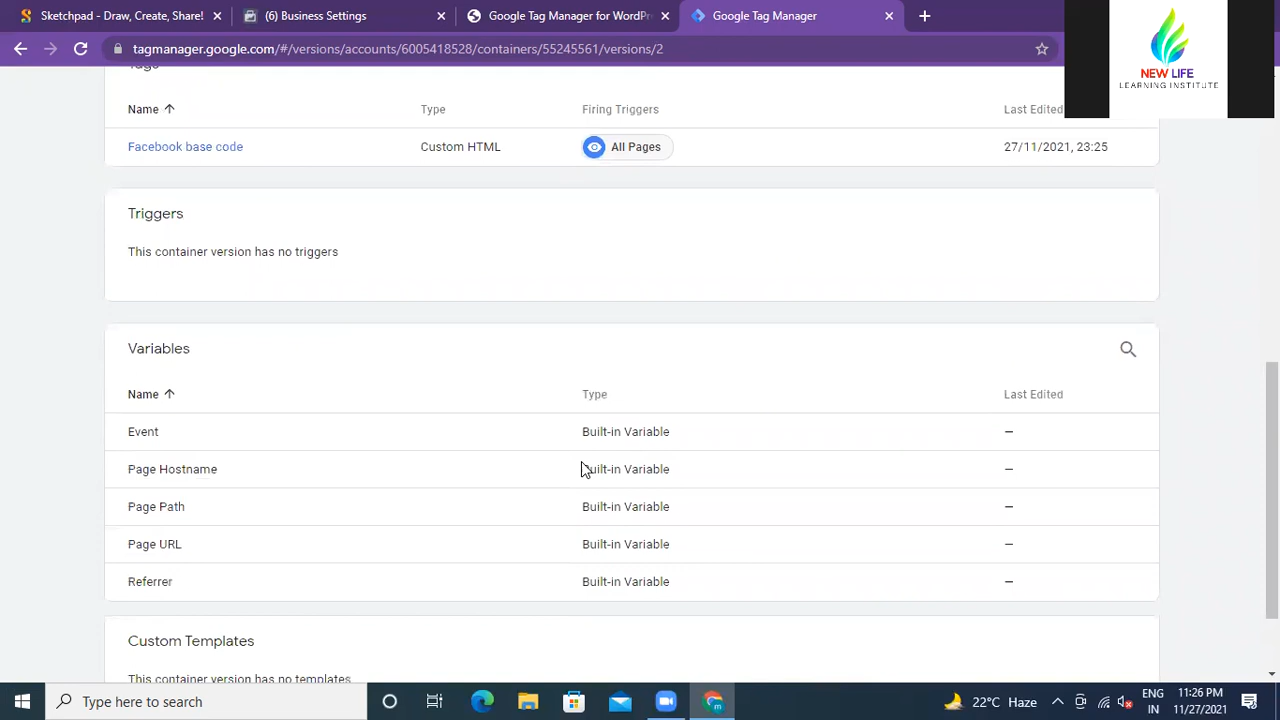 Sketchpad - Draw, Create, Share!
(6) Business Settings
Google Tag Manager for WordPr
Google Tag Manager
tagmanager.google.com/#/versions/accounts/6005418528/containers/55245561/versions/2
NEW LIFE
LEARNING INSTITUTE
Tags
Name Type Firing Triggers Last Edited
Facebook base code Custom HTML All Pages 27/11/2021, 23:25
Triggers
This container version has no triggers
Variables
Name Type Last Edited
Event Built-in Variable –
Page Hostname Built-in Variable –
Page Path Built-in Variable –
Page URL Built-in Variable –
Referrer Built-in Variable –
Custom Templates
This container version has no templates
Type here to search
22°C Haze
ENG
IN
11:26 PM
11/27/2021